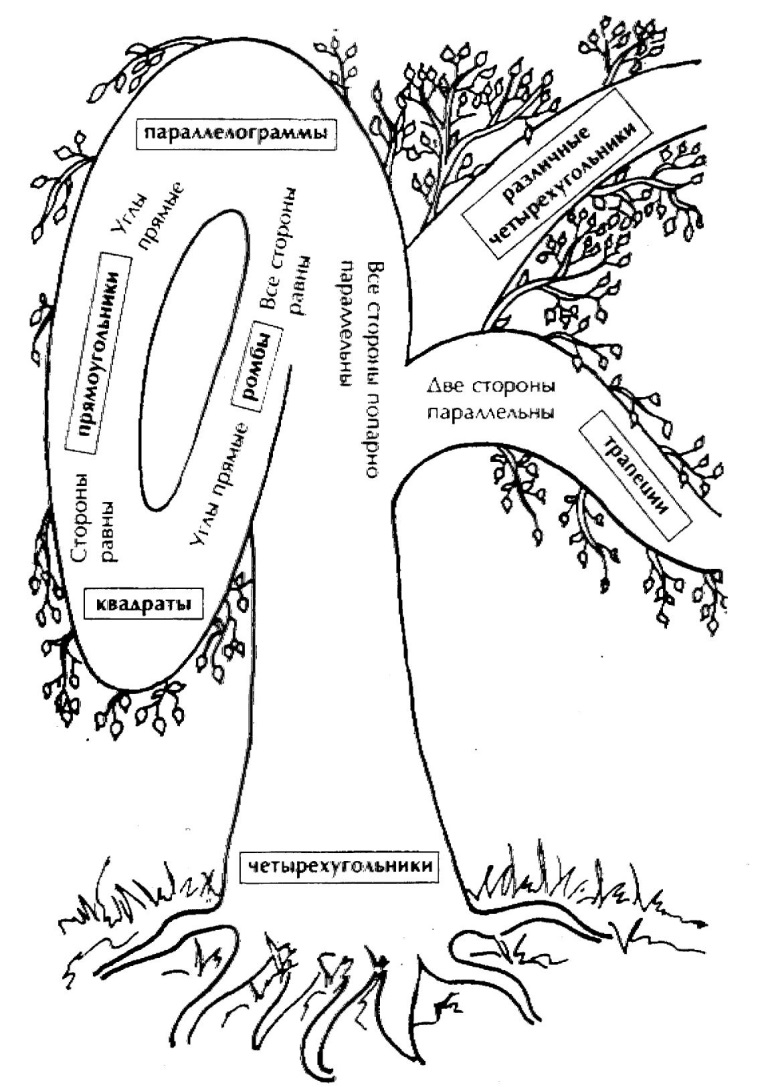 параллелограммы
различные
четырехугольники
Углы
прямые
Все стороны
равны
Все стороны попарно
параллельны
прямоугольники
ромбы
Две стороны
параллельны
трапеции
Углы прямые
Стороны
равны
квадраты
четырехугольники